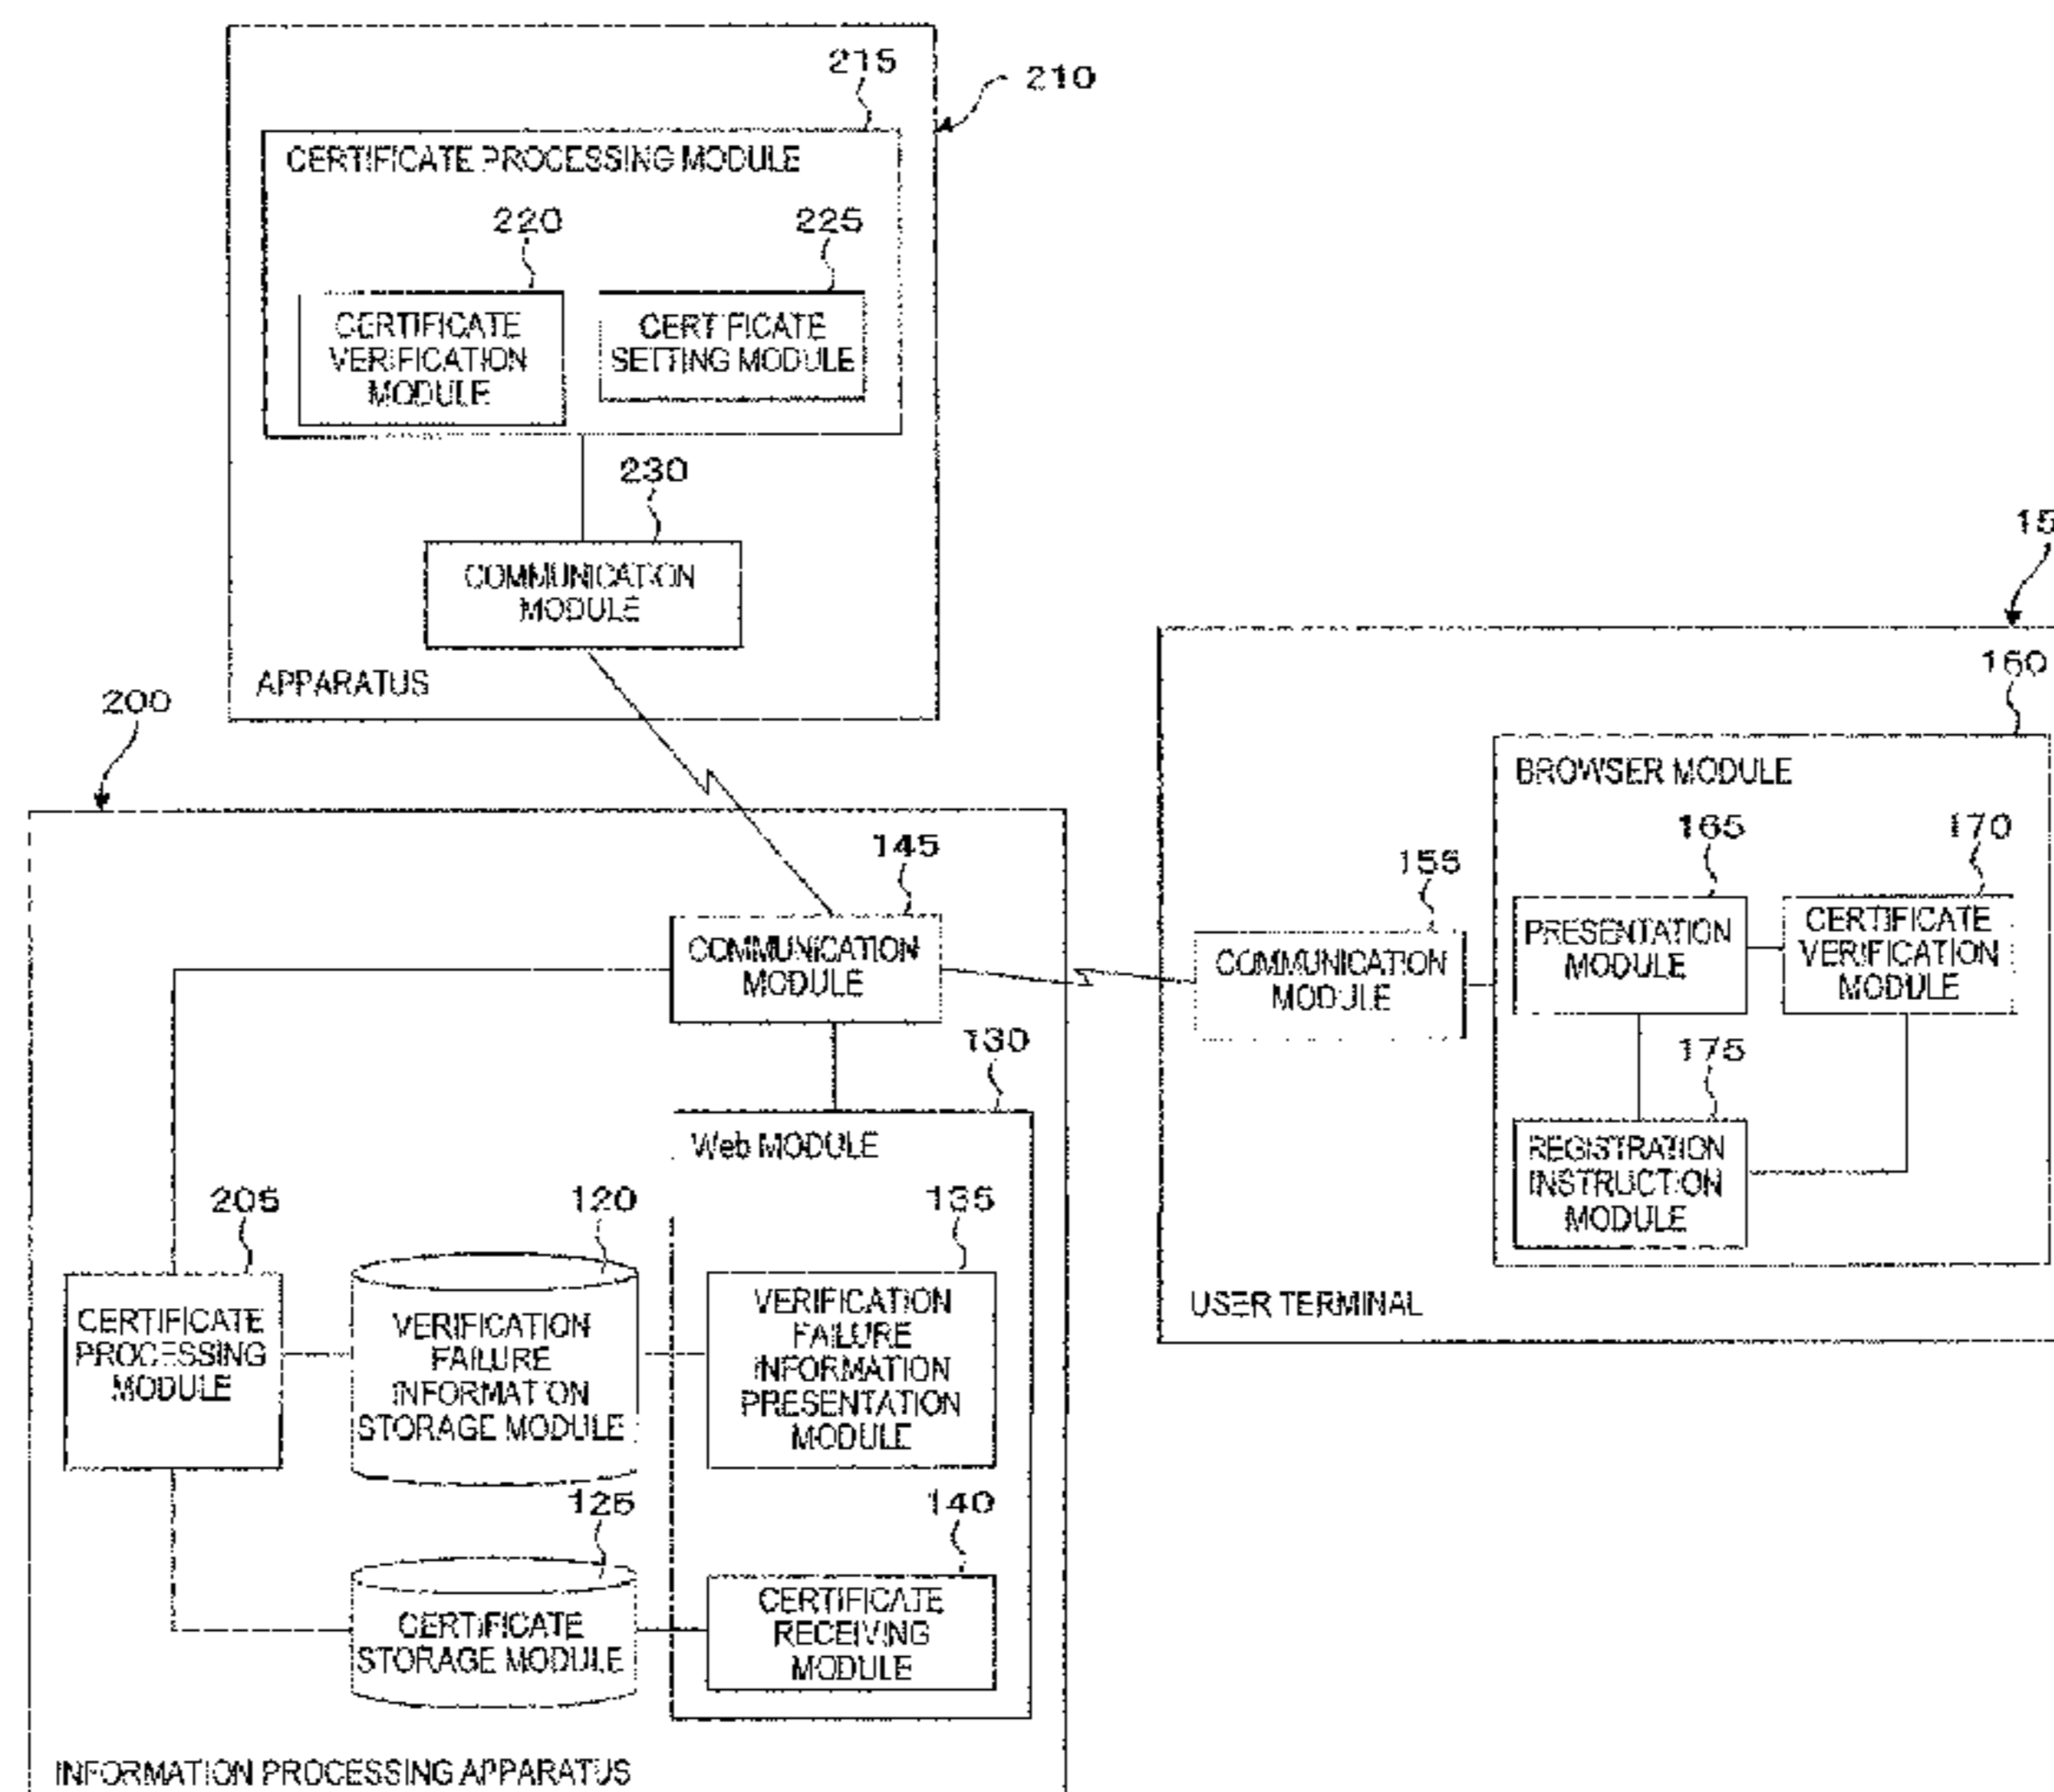 215
210
CERTIFICATE PROCESSING MODULE
220
225
CERTIFICATE
VERIFICATION
MODULE
CERTIFICATE
SETTING MODULE
230
COMMUNICATION
MODULE
APPARATUS
200
15
160
BROWSER MODULE
165
170
155
PRESENTATION
MODULE
CERTIFICATE
VERIFICATION
MODULE
COMMUNICATION
MODULE
175
REGISTRATION
INSTRUCTION
MODULE
USER TERMINAL
145
COMMUNICATION
MODULE
130
Web MODULE
205
120
135
CERTIFICATE
PROCESSING
MODULE
VERIFICATION
FAILURE
INFORMATION
STORAGE MODULE
VERIFICATION
FAILURE
INFORMATION
PRESENTATION
MODULE
125
140
CERTIFICATE
STORAGE MODULE
CERTIFICATE
RECEIVING
MODULE
INFORMATION PROCESSING APPARATUS